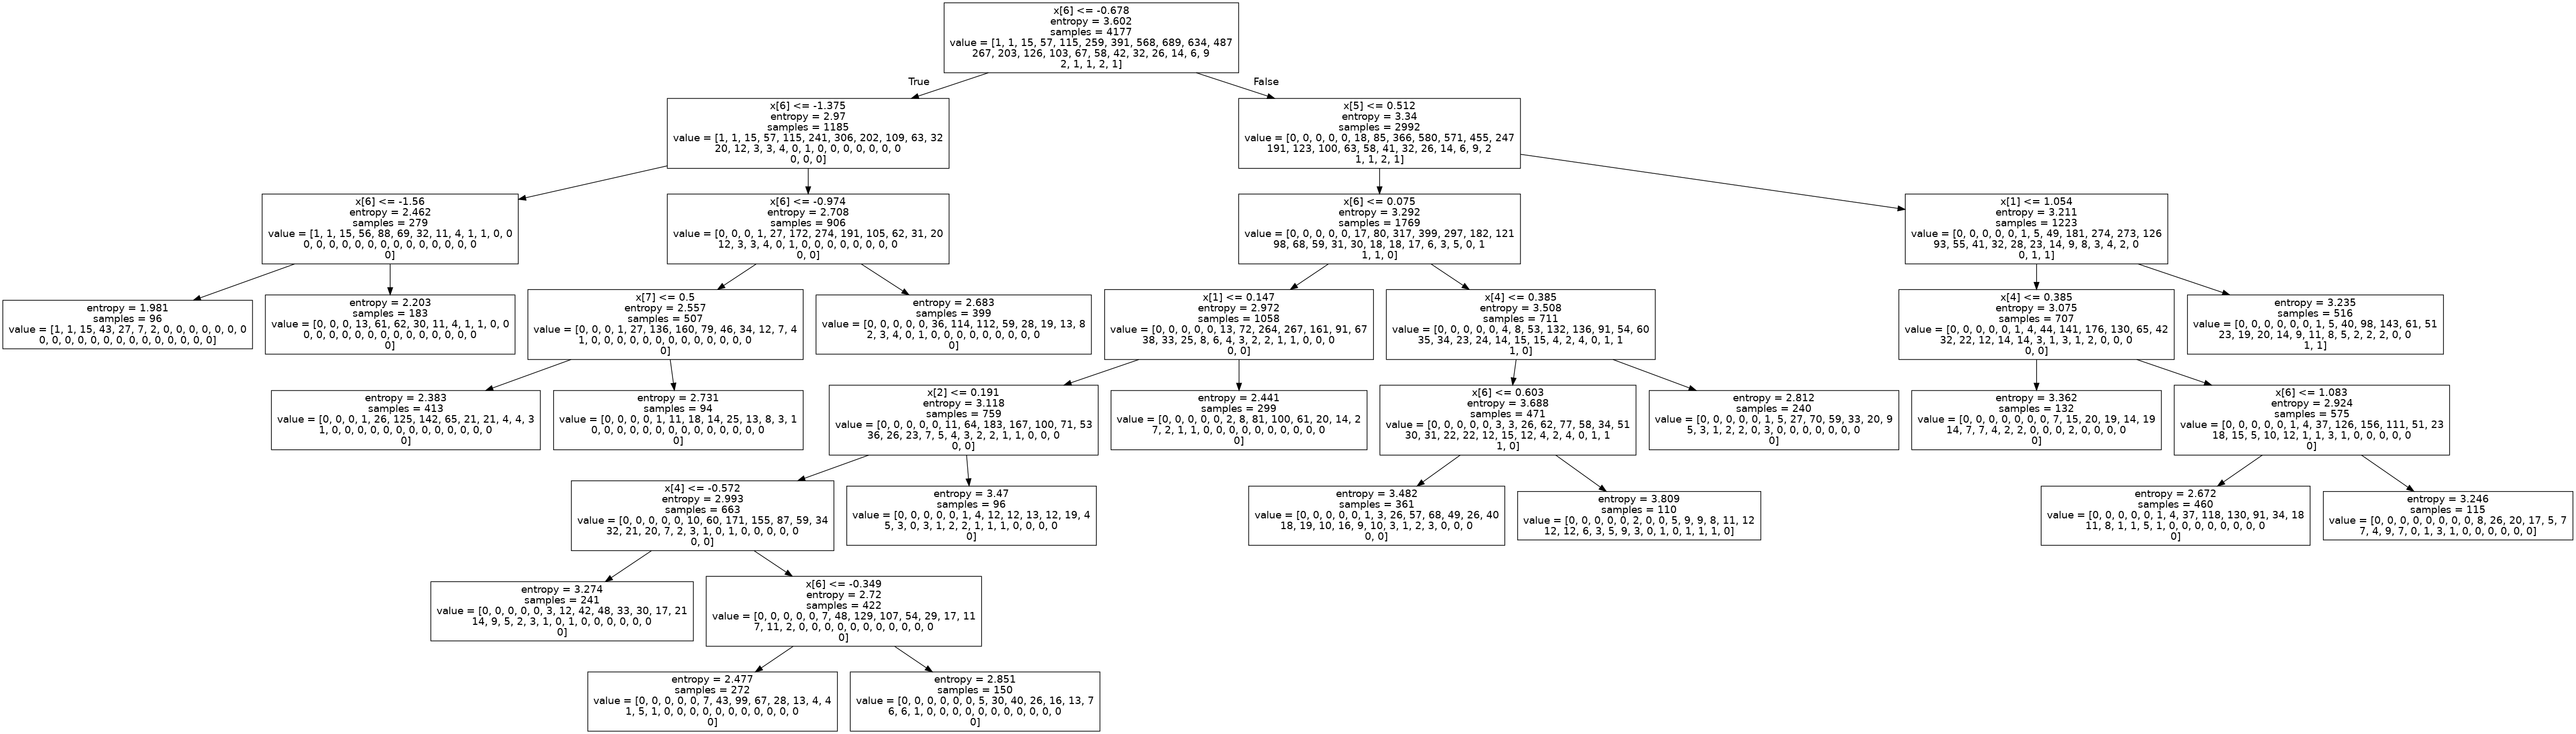 x[6] <= -0.678
entropy = 3.602
samples = 4177
value = [1, 1, 15, 57, 115, 259, 391, 568, 689, 634, 487
267, 203, 126, 103, 67, 58, 42, 32, 26, 14, 6, 9
2, 1, 1, 2, 1]
True
False
x[6] <= -1.375
entropy = 2.97
samples = 1185
value = [1, 1, 15, 57, 115, 241, 306, 202, 109, 63, 32
20, 12, 3, 3, 4, 0, 1, 0, 0, 0, 0, 0, 0, 0
0, 0, 0]
x[5] <= 0.512
entropy = 3.34
samples = 2992
value = [0, 0, 0, 0, 0, 18, 85, 366, 580, 571, 455, 247
191, 123, 100, 63, 58, 41, 32, 26, 14, 6, 9, 2
1, 1, 2, 1]
x[6] <= -1.56
entropy = 2.462
samples = 279
value = [1, 1, 15, 56, 88, 69, 32, 11, 4, 1, 1, 0, 0
0, 0, 0, 0, 0, 0, 0, 0, 0, 0, 0, 0, 0, 0
0]
x[6] <= -0.974
entropy = 2.708
samples = 906
value = [0, 0, 0, 1, 27, 172, 274, 191, 105, 62, 31, 20
12, 3, 3, 4, 0, 1, 0, 0, 0, 0, 0, 0, 0, 0
0, 0]
x[6] <= 0.075
entropy = 3.292
samples = 1769
value = [0, 0, 0, 0, 0, 17, 80, 317, 399, 297, 182, 121
98, 68, 59, 31, 30, 18, 18, 17, 6, 3, 5, 0, 1
1, 1, 0]
x[1] <= 1.054
entropy = 3.211
samples = 1223
value = [0, 0, 0, 0, 0, 1, 5, 49, 181, 274, 273, 126
93, 55, 41, 32, 28, 23, 14, 9, 8, 3, 4, 2, 0
0, 1, 1]
entropy = 1.981
samples = 96
value = [1, 1, 15, 43, 27, 7, 2, 0, 0, 0, 0, 0, 0, 0
0, 0, 0, 0, 0, 0, 0, 0, 0, 0, 0, 0, 0, 0]
entropy = 2.203
samples = 183
value = [0, 0, 0, 13, 61, 62, 30, 11, 4, 1, 1, 0, 0
0, 0, 0, 0, 0, 0, 0, 0, 0, 0, 0, 0, 0, 0
0]
x[7] <= 0.5
entropy = 2.557
samples = 507
value = [0, 0, 0, 1, 27, 136, 160, 79, 46, 34, 12, 7, 4
1, 0, 0, 0, 0, 0, 0, 0, 0, 0, 0, 0, 0, 0
0]
entropy = 2.683
samples = 399
value = [0, 0, 0, 0, 0, 36, 114, 112, 59, 28, 19, 13, 8
2, 3, 4, 0, 1, 0, 0, 0, 0, 0, 0, 0, 0, 0
0]
x[1] <= 0.147
entropy = 2.972
samples = 1058
value = [0, 0, 0, 0, 0, 13, 72, 264, 267, 161, 91, 67
38, 33, 25, 8, 6, 4, 3, 2, 2, 1, 1, 0, 0, 0
0, 0]
x[4] <= 0.385
entropy = 3.508
samples = 711
value = [0, 0, 0, 0, 0, 4, 8, 53, 132, 136, 91, 54, 60
35, 34, 23, 24, 14, 15, 15, 4, 2, 4, 0, 1, 1
1, 0]
x[4] <= 0.385
entropy = 3.075
samples = 707
value = [0, 0, 0, 0, 0, 1, 4, 44, 141, 176, 130, 65, 42
32, 22, 12, 14, 14, 3, 1, 3, 1, 2, 0, 0, 0
0, 0]
entropy = 3.235
samples = 516
value = [0, 0, 0, 0, 0, 0, 1, 5, 40, 98, 143, 61, 51
23, 19, 20, 14, 9, 11, 8, 5, 2, 2, 2, 0, 0
1, 1]
entropy = 2.383
samples = 413
value = [0, 0, 0, 1, 26, 125, 142, 65, 21, 21, 4, 4, 3
1, 0, 0, 0, 0, 0, 0, 0, 0, 0, 0, 0, 0, 0
0]
entropy = 2.731
samples = 94
value = [0, 0, 0, 0, 1, 11, 18, 14, 25, 13, 8, 3, 1
0, 0, 0, 0, 0, 0, 0, 0, 0, 0, 0, 0, 0, 0
0]
x[2] <= 0.191
entropy = 3.118
samples = 759
value = [0, 0, 0, 0, 0, 11, 64, 183, 167, 100, 71, 53
36, 26, 23, 7, 5, 4, 3, 2, 2, 1, 1, 0, 0, 0
0, 0]
entropy = 2.441
samples = 299
value = [0, 0, 0, 0, 0, 2, 8, 81, 100, 61, 20, 14, 2
7, 2, 1, 1, 0, 0, 0, 0, 0, 0, 0, 0, 0, 0
0]
x[6] <= 0.603
entropy = 3.688
samples = 471
value = [0, 0, 0, 0, 0, 3, 3, 26, 62, 77, 58, 34, 51
30, 31, 22, 22, 12, 15, 12, 4, 2, 4, 0, 1, 1
1, 0]
entropy = 2.812
samples = 240
value = [0, 0, 0, 0, 0, 1, 5, 27, 70, 59, 33, 20, 9
5, 3, 1, 2, 2, 0, 3, 0, 0, 0, 0, 0, 0, 0
0]
entropy = 3.362
samples = 132
value = [0, 0, 0, 0, 0, 0, 0, 7, 15, 20, 19, 14, 19
14, 7, 7, 4, 2, 2, 0, 0, 0, 2, 0, 0, 0, 0
0]
x[6] <= 1.083
entropy = 2.924
samples = 575
value = [0, 0, 0, 0, 0, 1, 4, 37, 126, 156, 111, 51, 23
18, 15, 5, 10, 12, 1, 1, 3, 1, 0, 0, 0, 0, 0
0]
x[4] <= -0.572
entropy = 2.993
samples = 663
value = [0, 0, 0, 0, 0, 10, 60, 171, 155, 87, 59, 34
32, 21, 20, 7, 2, 3, 1, 0, 1, 0, 0, 0, 0, 0
0, 0]
entropy = 3.47
samples = 96
value = [0, 0, 0, 0, 0, 1, 4, 12, 12, 13, 12, 19, 4
5, 3, 0, 3, 1, 2, 2, 1, 1, 1, 0, 0, 0, 0
0]
entropy = 3.482
samples = 361
value = [0, 0, 0, 0, 0, 1, 3, 26, 57, 68, 49, 26, 40
18, 19, 10, 16, 9, 10, 3, 1, 2, 3, 0, 0, 0
0, 0]
entropy = 3.809
samples = 110
value = [0, 0, 0, 0, 0, 2, 0, 0, 5, 9, 9, 8, 11, 12
12, 12, 6, 3, 5, 9, 3, 0, 1, 0, 1, 1, 1, 0]
entropy = 2.672
samples = 460
value = [0, 0, 0, 0, 0, 1, 4, 37, 118, 130, 91, 34, 18
11, 8, 1, 1, 5, 1, 0, 0, 0, 0, 0, 0, 0, 0
0]
entropy = 3.246
samples = 115
value = [0, 0, 0, 0, 0, 0, 0, 0, 8, 26, 20, 17, 5, 7
7, 4, 9, 7, 0, 1, 3, 1, 0, 0, 0, 0, 0, 0]
entropy = 3.274
samples = 241
value = [0, 0, 0, 0, 0, 3, 12, 42, 48, 33, 30, 17, 21
14, 9, 5, 2, 3, 1, 0, 1, 0, 0, 0, 0, 0, 0
0]
x[6] <= -0.349
entropy = 2.72
samples = 422
value = [0, 0, 0, 0, 0, 7, 48, 129, 107, 54, 29, 17, 11
7, 11, 2, 0, 0, 0, 0, 0, 0, 0, 0, 0, 0, 0
0]
entropy = 2.477
samples = 272
value = [0, 0, 0, 0, 0, 7, 43, 99, 67, 28, 13, 4, 4
1, 5, 1, 0, 0, 0, 0, 0, 0, 0, 0, 0, 0, 0
0]
entropy = 2.851
samples = 150
value = [0, 0, 0, 0, 0, 0, 5, 30, 40, 26, 16, 13, 7
6, 6, 1, 0, 0, 0, 0, 0, 0, 0, 0, 0, 0, 0
0]